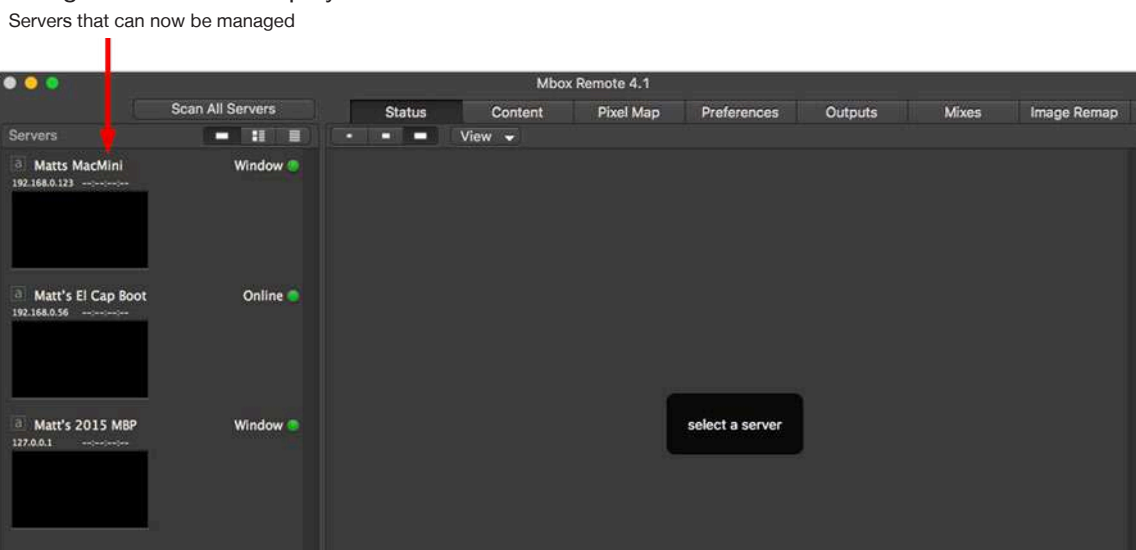 Servers that can now be managed
Mbox Remote 4.1
Scan All Servers
Status Content Pixel Map Preferences Outputs Mixes Image Remap
Servers
View
a Matts MacMini Window
192.168.0.123 --:--:--:--
a Matt's El Cap Boot Online
192.168.0.56 --:--:--:--
select a server
a Matt's 2015 MBP Window
127.0.0.1 --:--:--:--